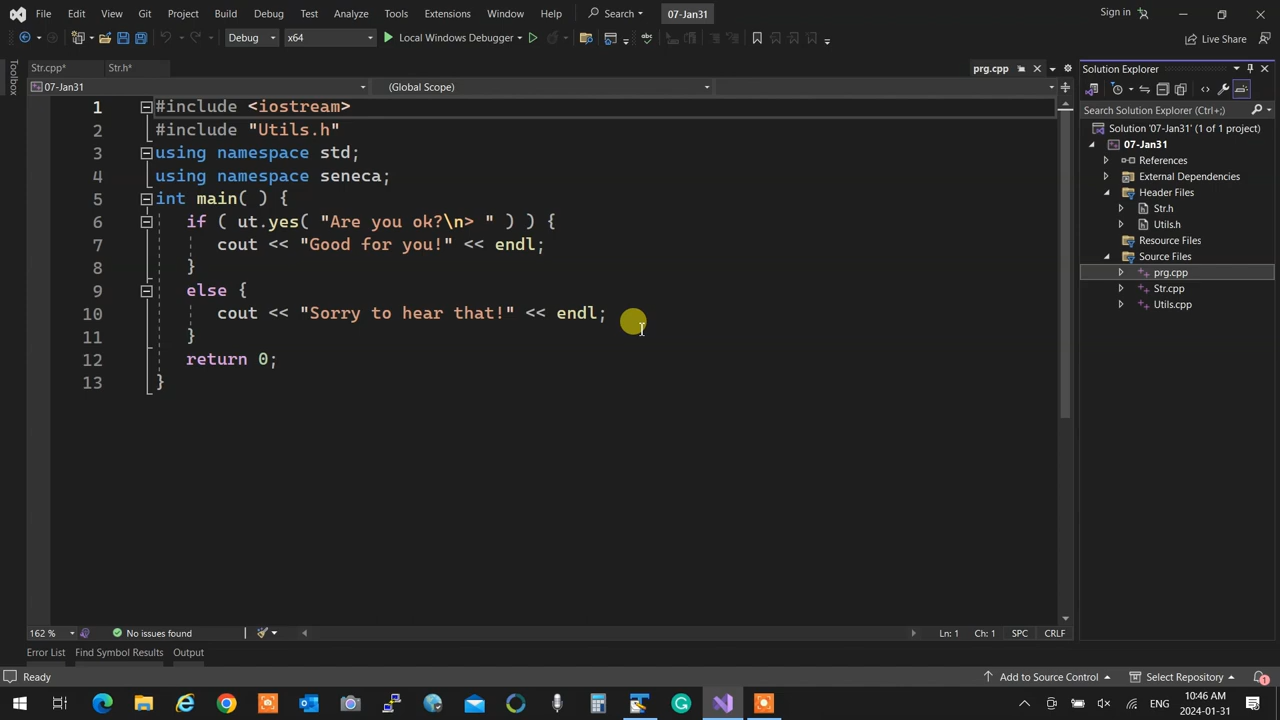 File Edit View Git Project Build Debug Test Analyze Tools Extensions Window Help Search 07-Jan31 Sign in
Debug x64 Local Windows Debugger Live Share
Str.cpp* Str.h* prg.cpp
07-Jan31 (Global Scope)
Toolbox
1 #include <iostream>
2 #include "Utils.h"
3 using namespace std;
4 using namespace seneca;
5 int main( ) {
6 if ( ut.yes( "Are you ok?\n> " ) ) {
7 cout << "Good for you!" << endl;
8 }
9 else {
10 cout << "Sorry to hear that!" << endl;
11 }
12 return 0;
13 }
Solution Explorer
Search Solution Explorer (Ctrl+;)
Solution '07-Jan31' (1 of 1 project)
07-Jan31
References
External Dependencies
Header Files
Str.h
Utils.h
Resource Files
Source Files
prg.cpp
Str.cpp
Utils.cpp
162 % No issues found Ln: 1 Ch: 1 SPC CRLF
Error List Find Symbol Results Output
Ready Add to Source Control Select Repository 1
ENG 10:46 AM
2024-01-31